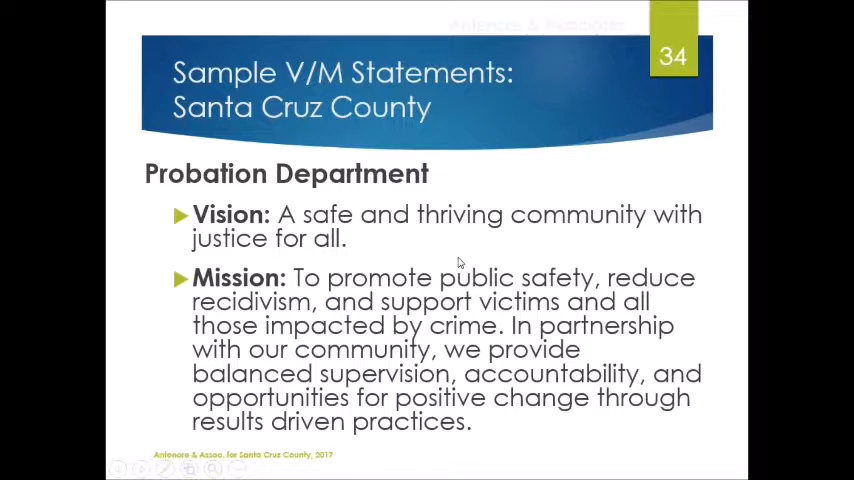 34
Sample V/M Statements:
Santa Cruz County
Probation Department
Vision: A safe and thriving community with
justice for all.
Mission: To promote public safety, reduce
recidivism, and support victims and all
those impacted by crime. In partnership
with our community, we provide
balanced supervision, accountability, and
opportunities for positive change through
results driven practices.
Antenore & Assoc. for Santa Cruz County, 2017